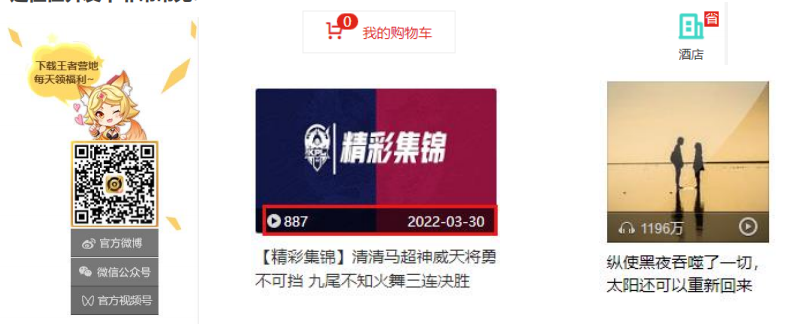 0
我的购物车
省
酒店
下载王者营地
每天领福利~
官方微博
微信公众号
官方视频号
KPL
精彩集锦
887
2022-03-30
【精彩集锦】清清马超神威天将勇
不可挡 九尾不知火舞三连决胜
1196万
纵使黑夜吞噬了一切，
太阳还可以重新回来